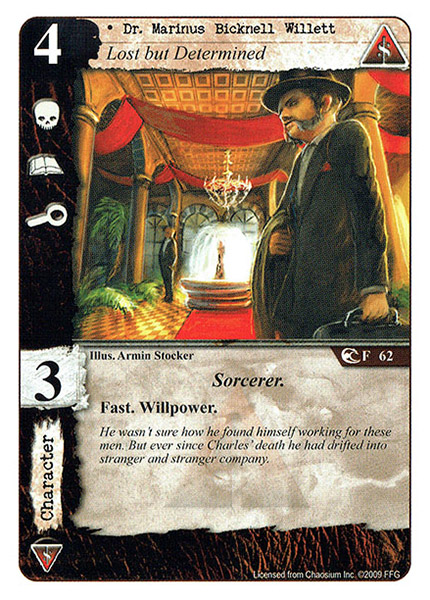 4
• Dr. Marinus Bicknell Willett
Lost but Determined
Illus. Armin Stocker
F 62
3
Sorcerer.
Fast. Willpower.
He wasn't sure how he found himself working for these
men. But ever since Charles' death he had drifted into
stranger and stranger company.
Character
Licensed from Chaosium Inc. ©2009 FFG